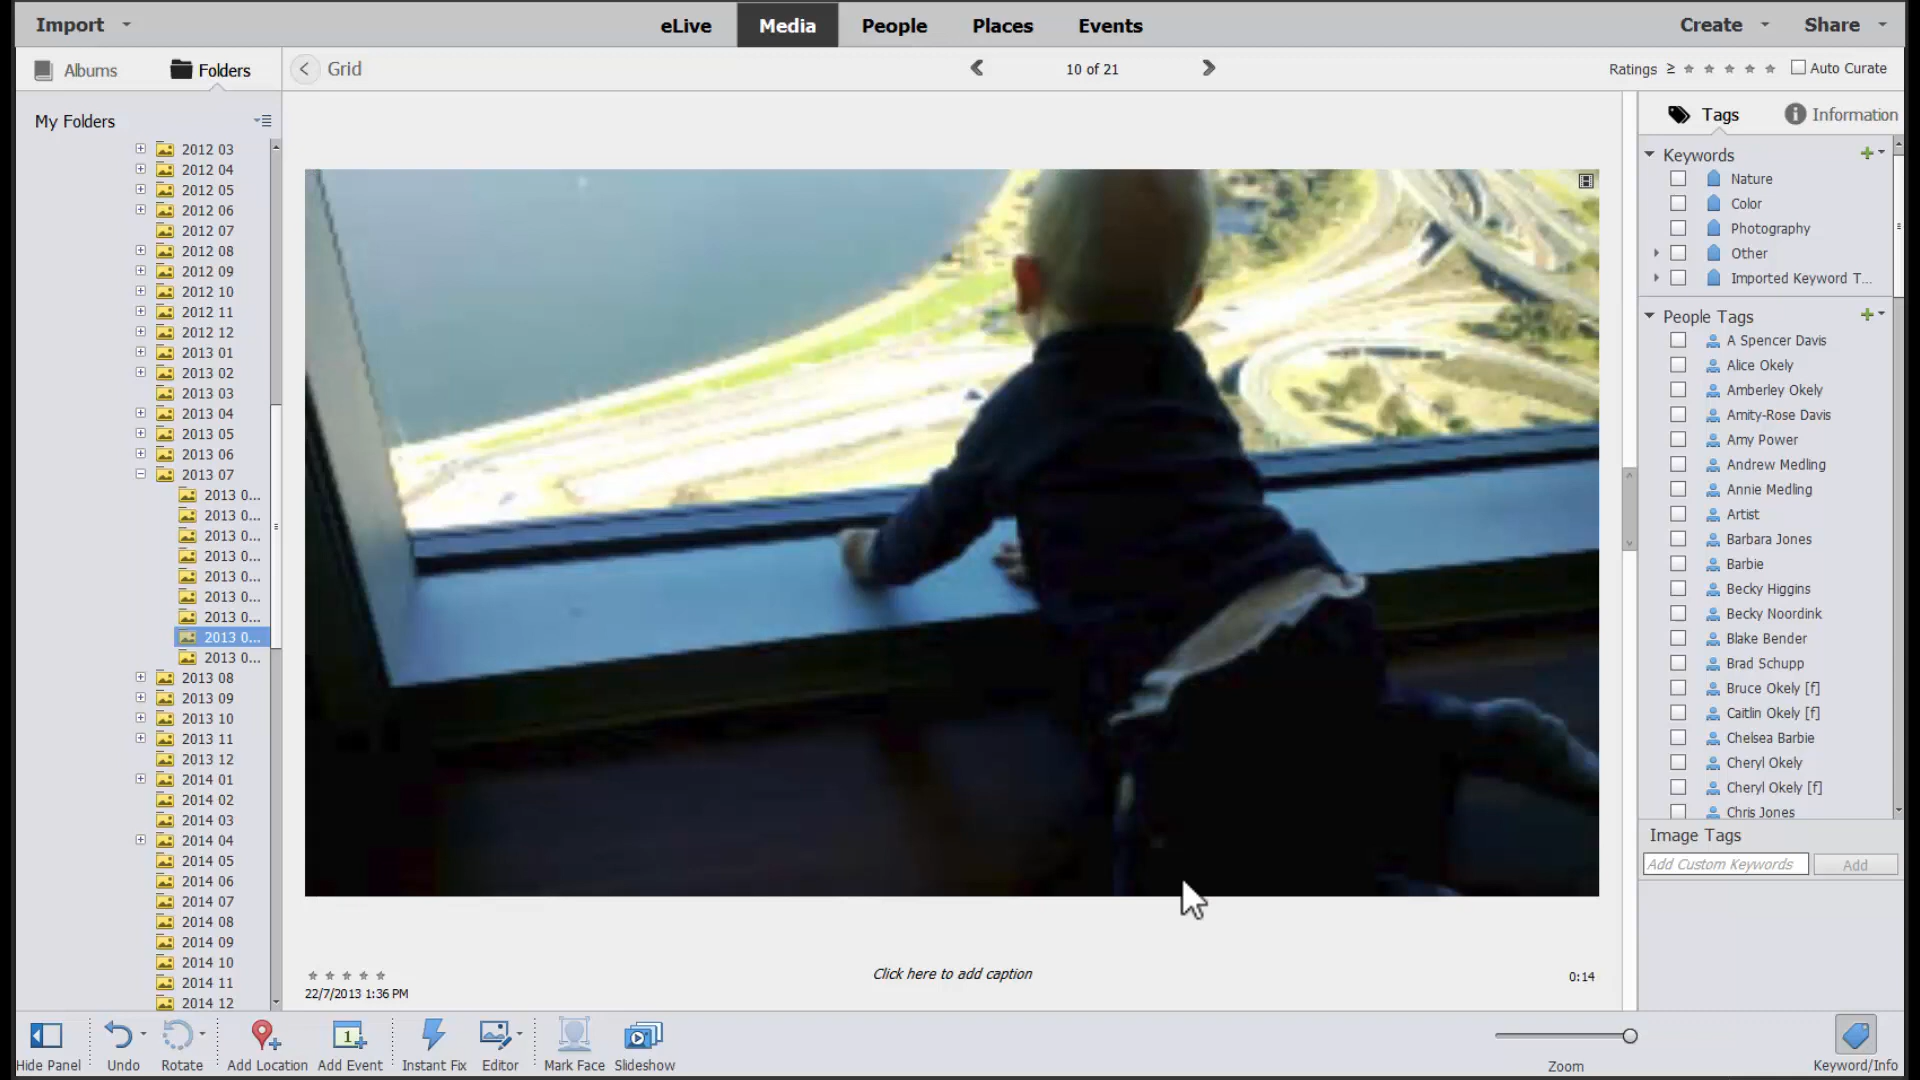 Import
eLive
Media
People
Places
Events
Create
Share
Albums
Folders
Grid
10 of 21
Ratings ≥
Auto Curate
My Folders
2012 03
2012 04
2012 05
2012 06
2012 07
2012 08
2012 09
2012 10
2012 11
2012 12
2013 01
2013 02
2013 03
2013 04
2013 05
2013 06
2013 07
2013 0...
2013 0...
2013 0...
2013 0...
2013 0...
2013 0...
2013 0...
2013 0...
2013 0...
2013 08
2013 09
2013 10
2013 11
2013 12
2014 01
2014 02
2014 03
2014 04
2014 05
2014 06
2014 07
2014 08
2014 09
2014 10
2014 11
2014 12
Click here to add caption
0:14
22/7/2013 1:36 PM
Tags
Information
Keywords
Nature
Color
Photography
Other
Imported Keyword T...
People Tags
A Spencer Davis
Alice Okely
Amberley Okely
Amity-Rose Davis
Amy Power
Andrew Medling
Annie Medling
Artist
Barbara Jones
Barbie
Becky Higgins
Becky Noordink
Blake Bender
Brad Schupp
Bruce Okely [f]
Caitlin Okely [f]
Chelsea Barbie
Cheryl Okely
Cheryl Okely [f]
Chris Jones
Image Tags
Add Custom Keywords
Add
Hide Panel
Undo
Rotate
Add Location
1
Add Event
Instant Fix
Editor
Mark Face
Slideshow
Zoom
Keyword/Info